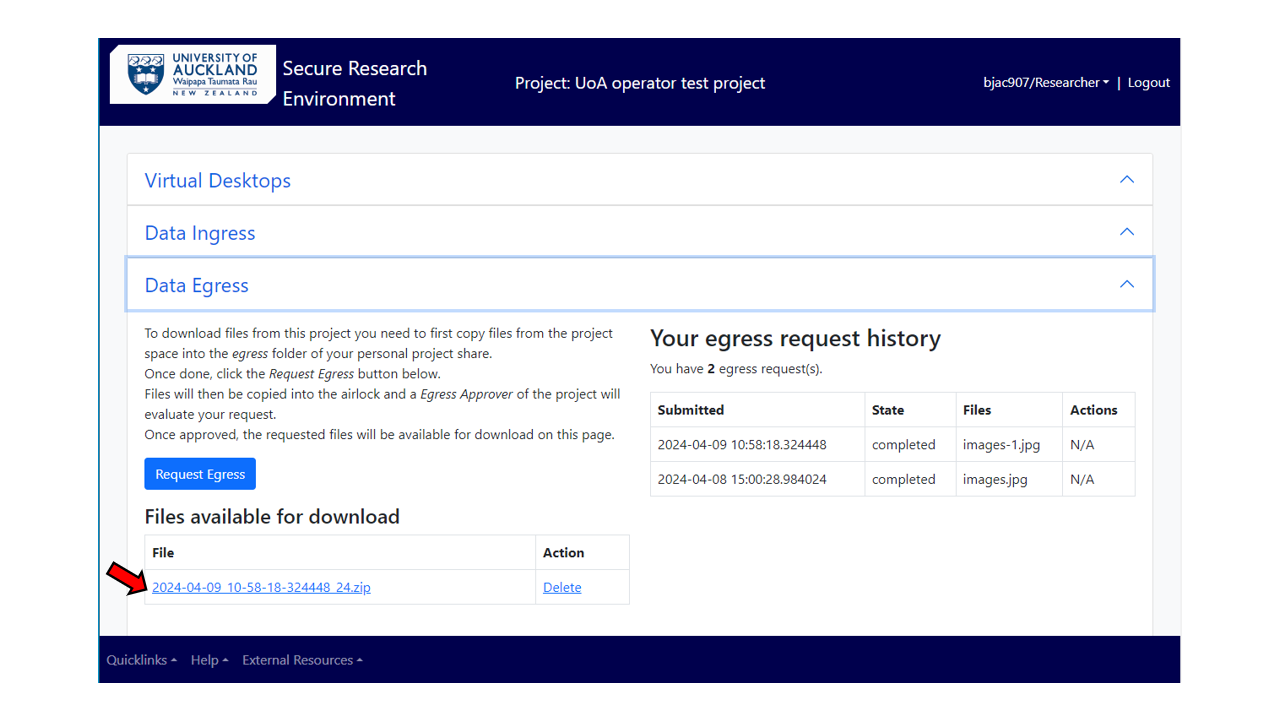 UNIVERSITY OF
AUCKLAND
Waipapa Taumata Rau
NEW ZEALAND
Secure Research
Environment
Project: UoA operator test project
bjac907/Researcher | Logout
Virtual Desktops
Data Ingress
Data Egress
To download files from this project you need to first copy files from the project
space into the egress folder of your personal project share.
Once done, click the Request Egress button below.
Files will then be copied into the airlock and a Egress Approver of the project will
evaluate your request.
Once approved, the requested files will be available for download on this page.
Request Egress
Files available for download
File Action
2024-04-09_10-58-18-324448_24.zip Delete
Your egress request history
You have 2 egress request(s).
Submitted State Files Actions
2024-04-09 10:58:18.324448 completed images-1.jpg N/A
2024-04-08 15:00:28.984024 completed images.jpg N/A
Quicklinks Help External Resources